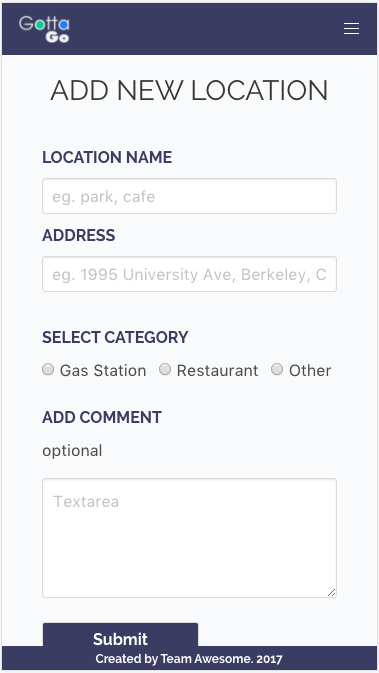 Gotta
Go
ADD NEW LOCATION
LOCATION NAME
eg. park, cafe
ADDRESS
eg. 1995 University Ave, Berkeley, C
SELECT CATEGORY
Gas Station Restaurant Other
ADD COMMENT
optional
Textarea
Submit
Created by Team Awesome. 2017